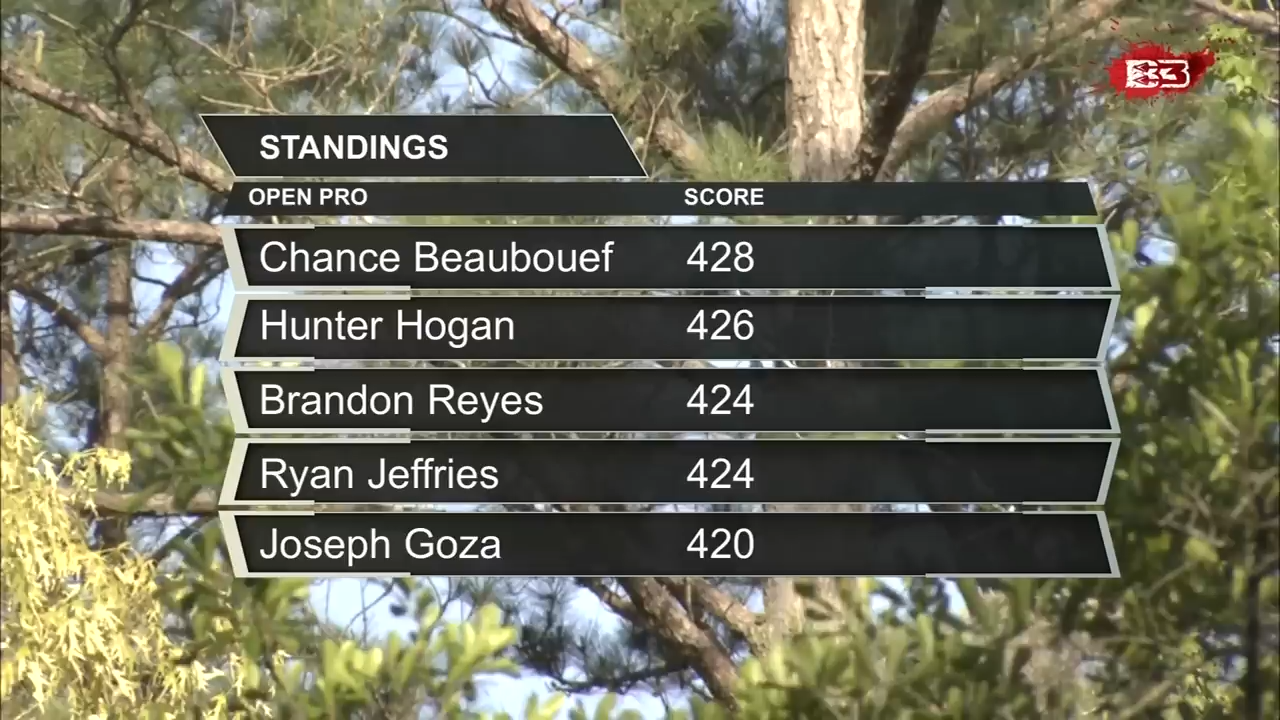 B3
STANDINGS
OPEN PRO SCORE
Chance Beaubouef 428
Hunter Hogan 426
Brandon Reyes 424
Ryan Jeffries 424
Joseph Goza 420